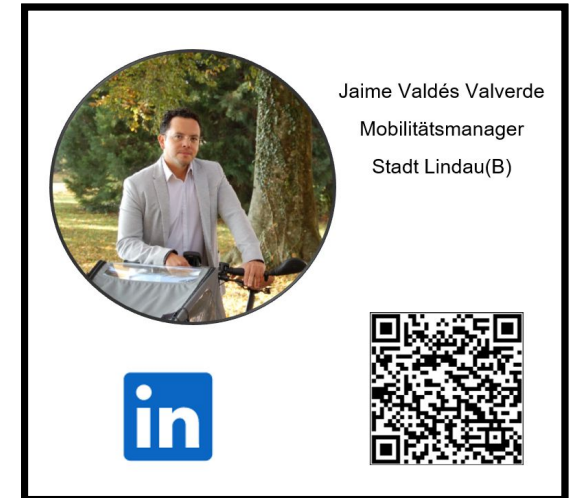 Jaime Valdés Valverde
Mobilitätsmanager
Stadt Lindau(B)
in